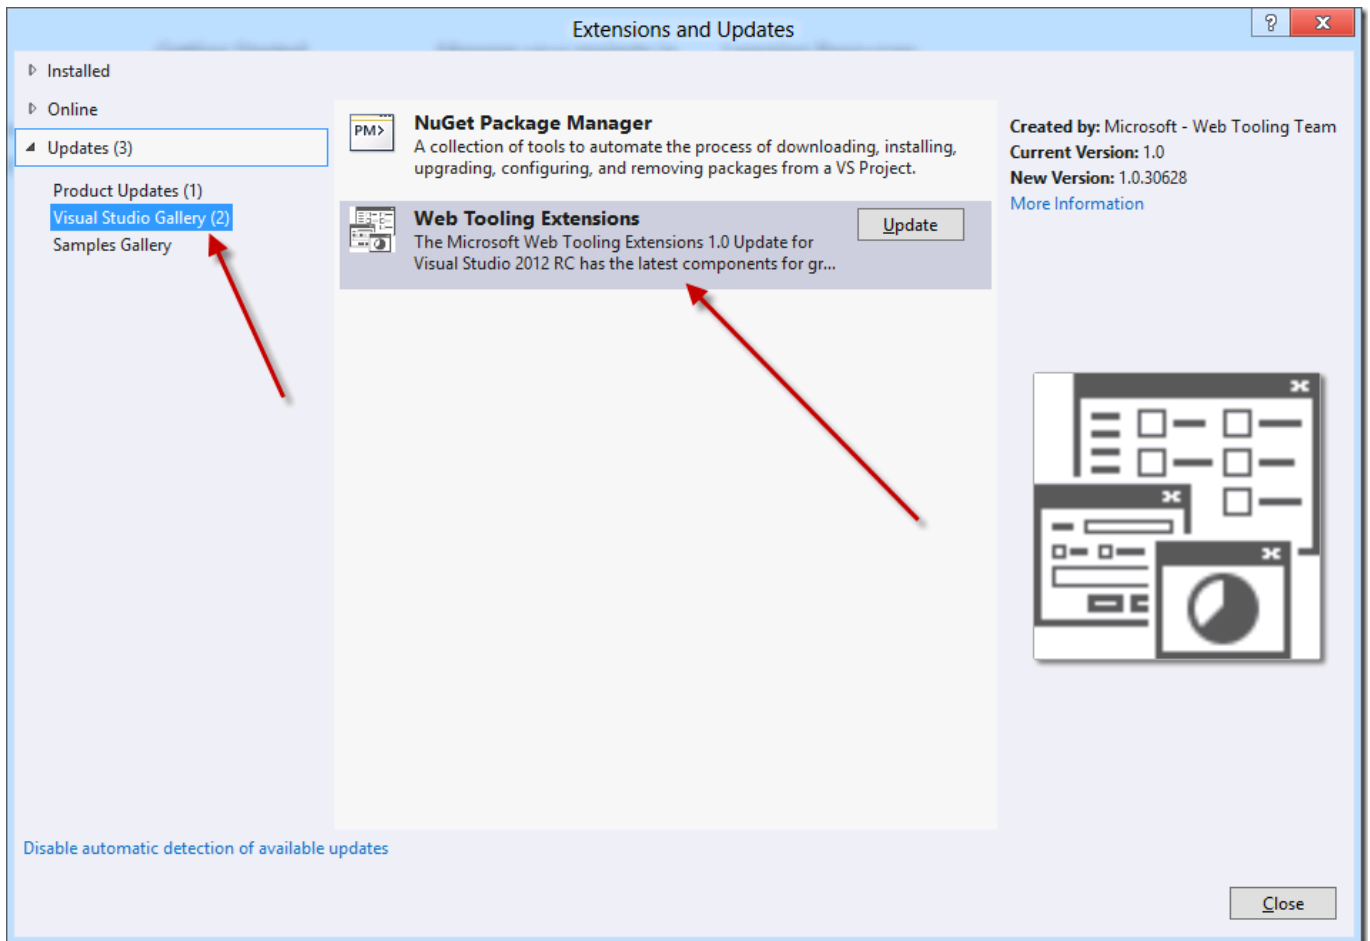 Extensions and Updates
?
x
Installed
Online
Updates (3)
Product Updates (1)
Visual Studio Gallery (2)
Samples Gallery
PM>
NuGet Package Manager
A collection of tools to automate the process of downloading, installing,
upgrading, configuring, and removing packages from a VS Project.
Web Tooling Extensions
The Microsoft Web Tooling Extensions 1.0 Update for
Visual Studio 2012 RC has the latest components for gr...
Update
Created by: Microsoft - Web Tooling Team
Current Version: 1.0
New Version: 1.0.30628
More Information
Disable automatic detection of available updates
Close